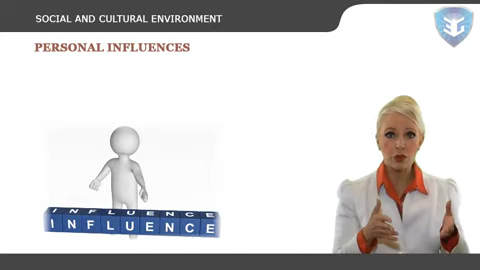 SOCIAL AND CULTURAL ENVIRONMENT
PERSONAL INFLUENCES
INFLUENCE
INFLUENCE